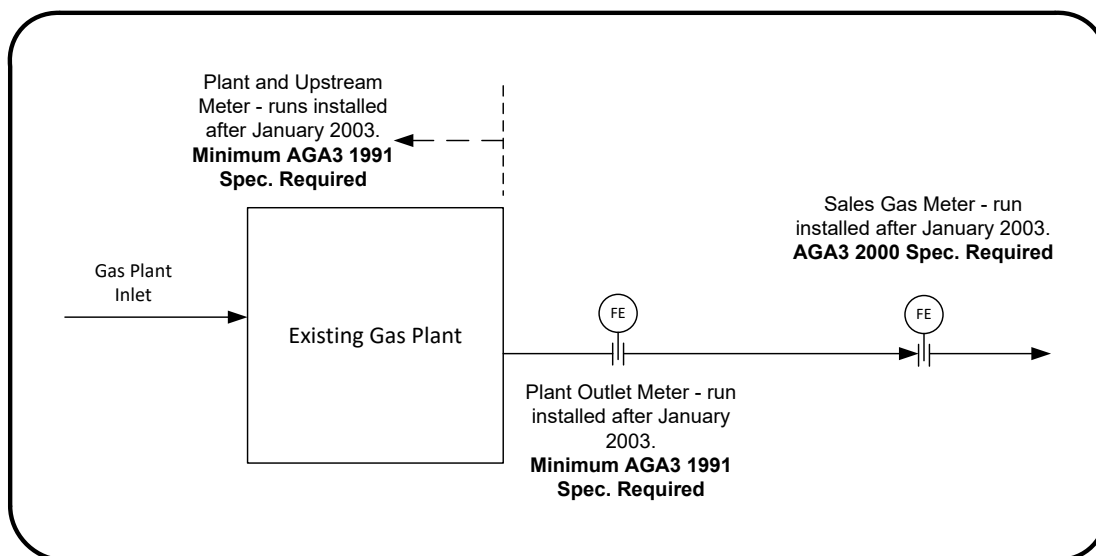 Plant and Upstream
Meter - runs installed
after January 2003.
Minimum AGA3 1991
Spec. Required
Sales Gas Meter - run
installed after January 2003.
AGA3 2000 Spec. Required
Gas Plant
Inlet
Existing Gas Plant
FE
FE
Plant Outlet Meter - run
installed after January
2003.
Minimum AGA3 1991
Spec. Required